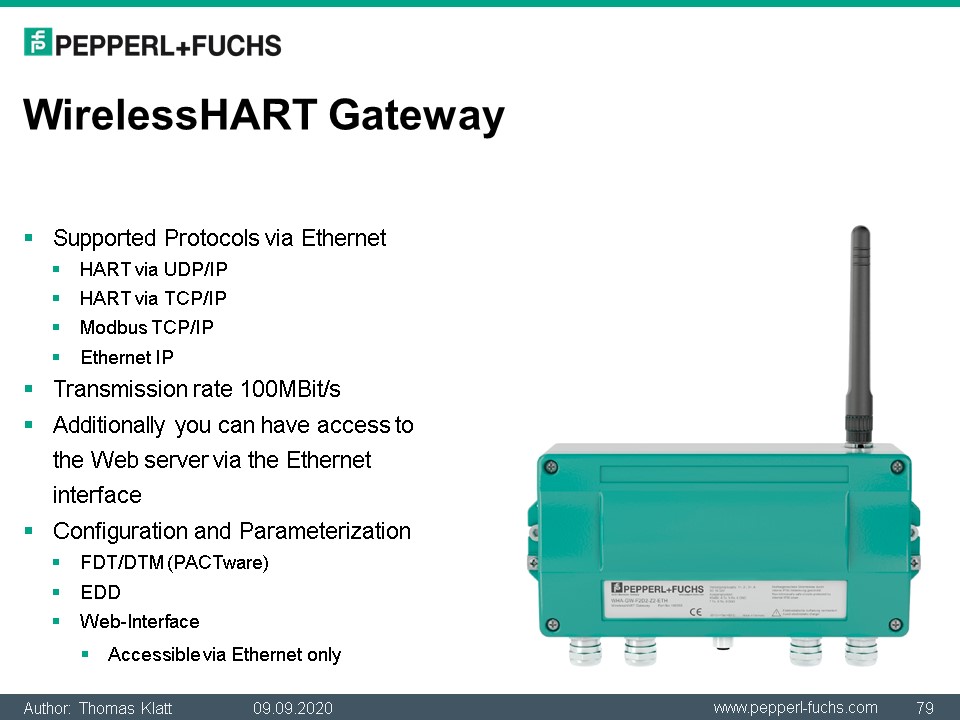 PEPPERL+FUCHS
WirelessHART Gateway
Supported Protocols via Ethernet
HART via UDP/IP
HART via TCP/IP
Modbus TCP/IP
Ethernet IP
Transmission rate 100MBit/s
Additionally you can have access to
the Web server via the Ethernet
interface
Configuration and Parameterization
FDT/DTM (PACTware)
EDD
Web-Interface
Accessible via Ethernet only
PEPPERL+FUCHS
WirelessHART Gateway
CE
Author: Thomas Klatt 09.09.2020 www.pepperl-fuchs.com 79